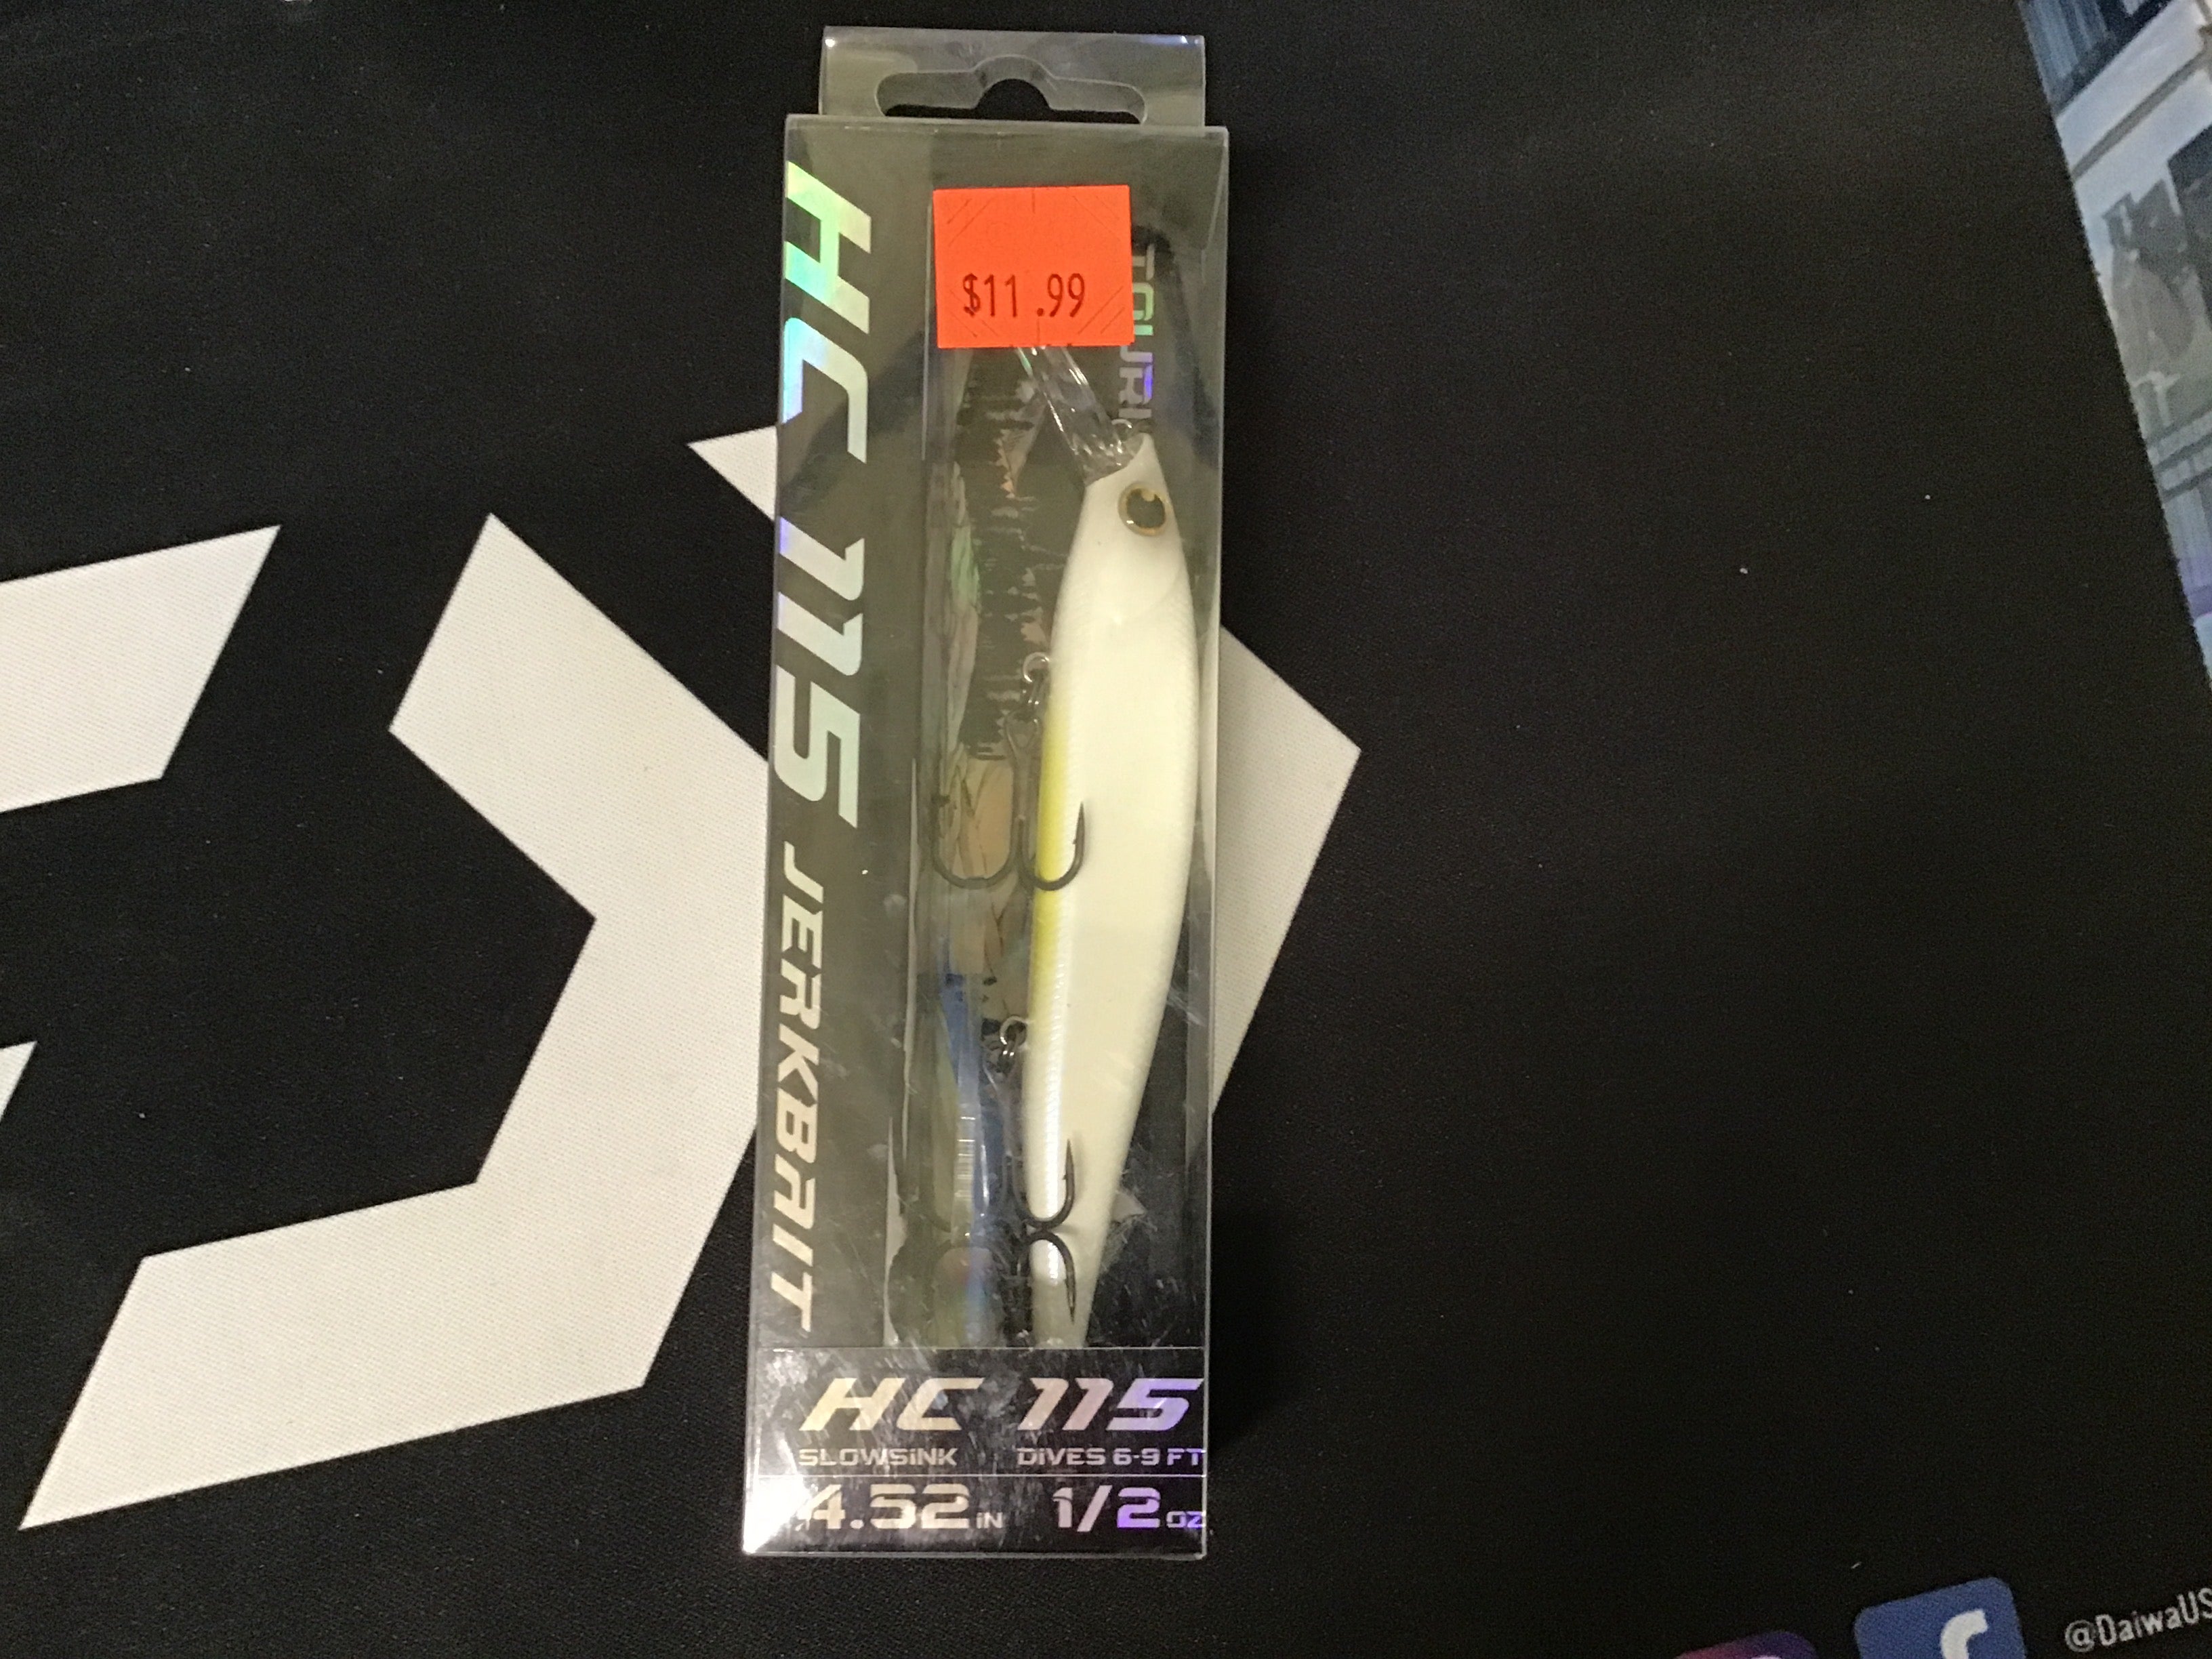 HC 115 JERKBAIT
$11.99
HC 115
SLOWSINK DIVES 6-9 FT
4.52 IN 1/2 OZ
@DaiwaUS